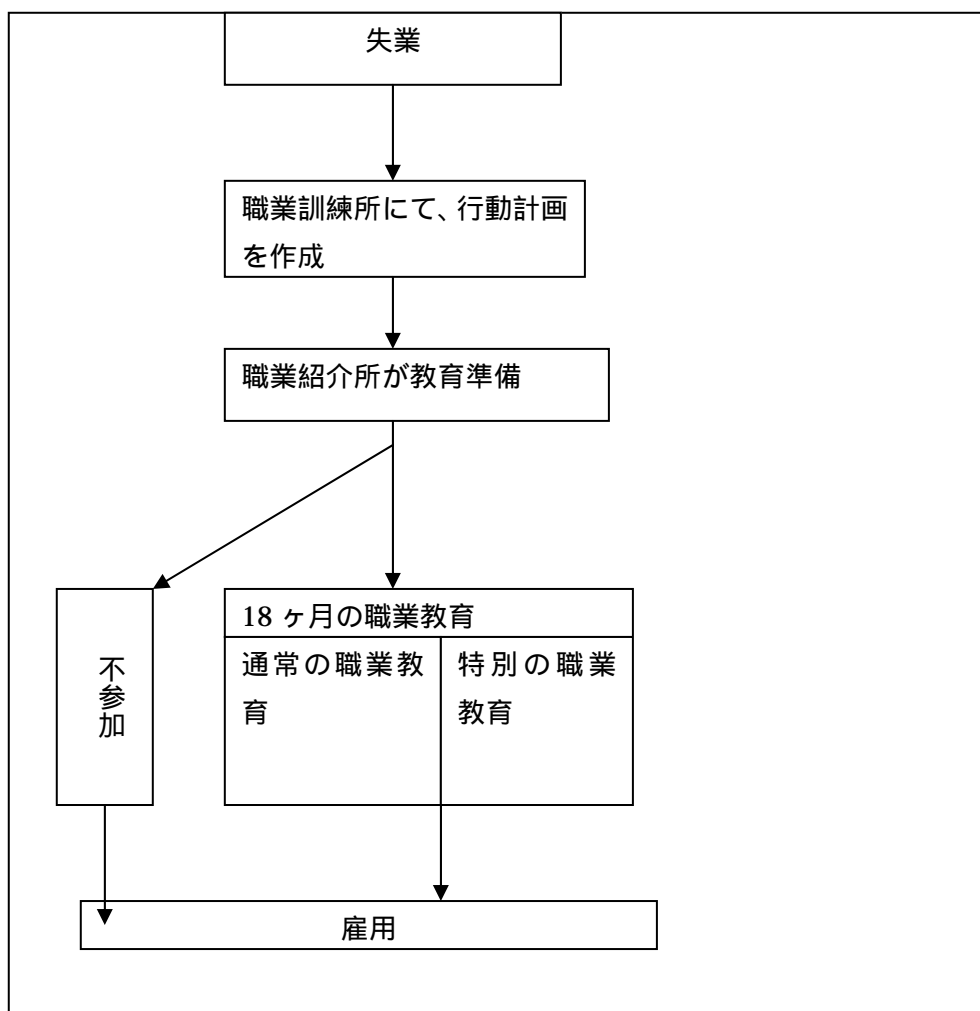 失業
職業訓練所にて、行動計画
を作成
職業紹介所が教育準備
不参加
18 ヶ月の職業教育
通常の職業教
育
特別の職業
教育
雇用